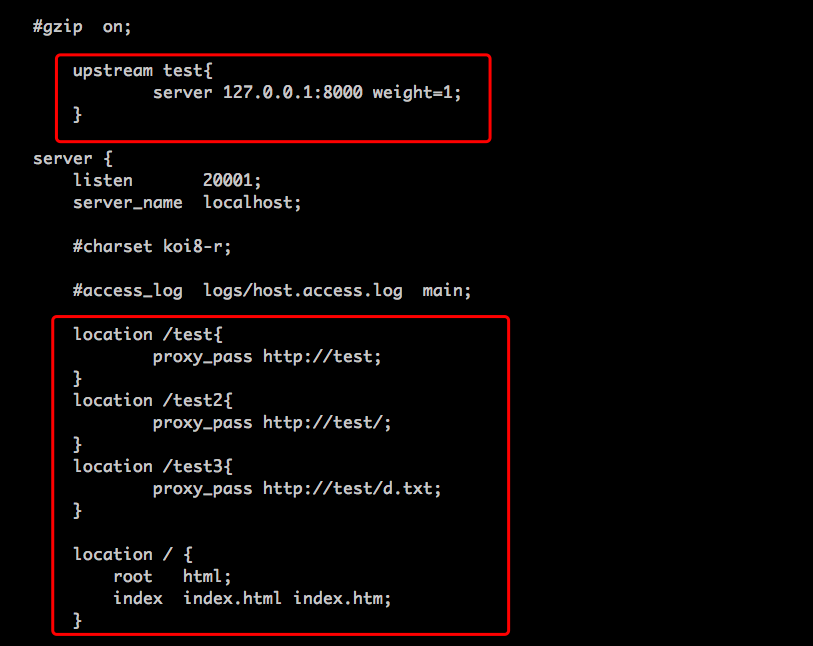 #gzip  on;
upstream test{
server 127.0.0.1:8000 weight=1;
}
server {
listen       20001;
server_name  localhost;
#charset koi8-r;
#access_log  logs/host.access.log  main;
location /test{
proxy_pass http://test;
}
location /test2{
proxy_pass http://test/;
}
location /test3{
proxy_pass http://test/d.txt;
}
location / {
root   html;
index  index.html index.htm;
}